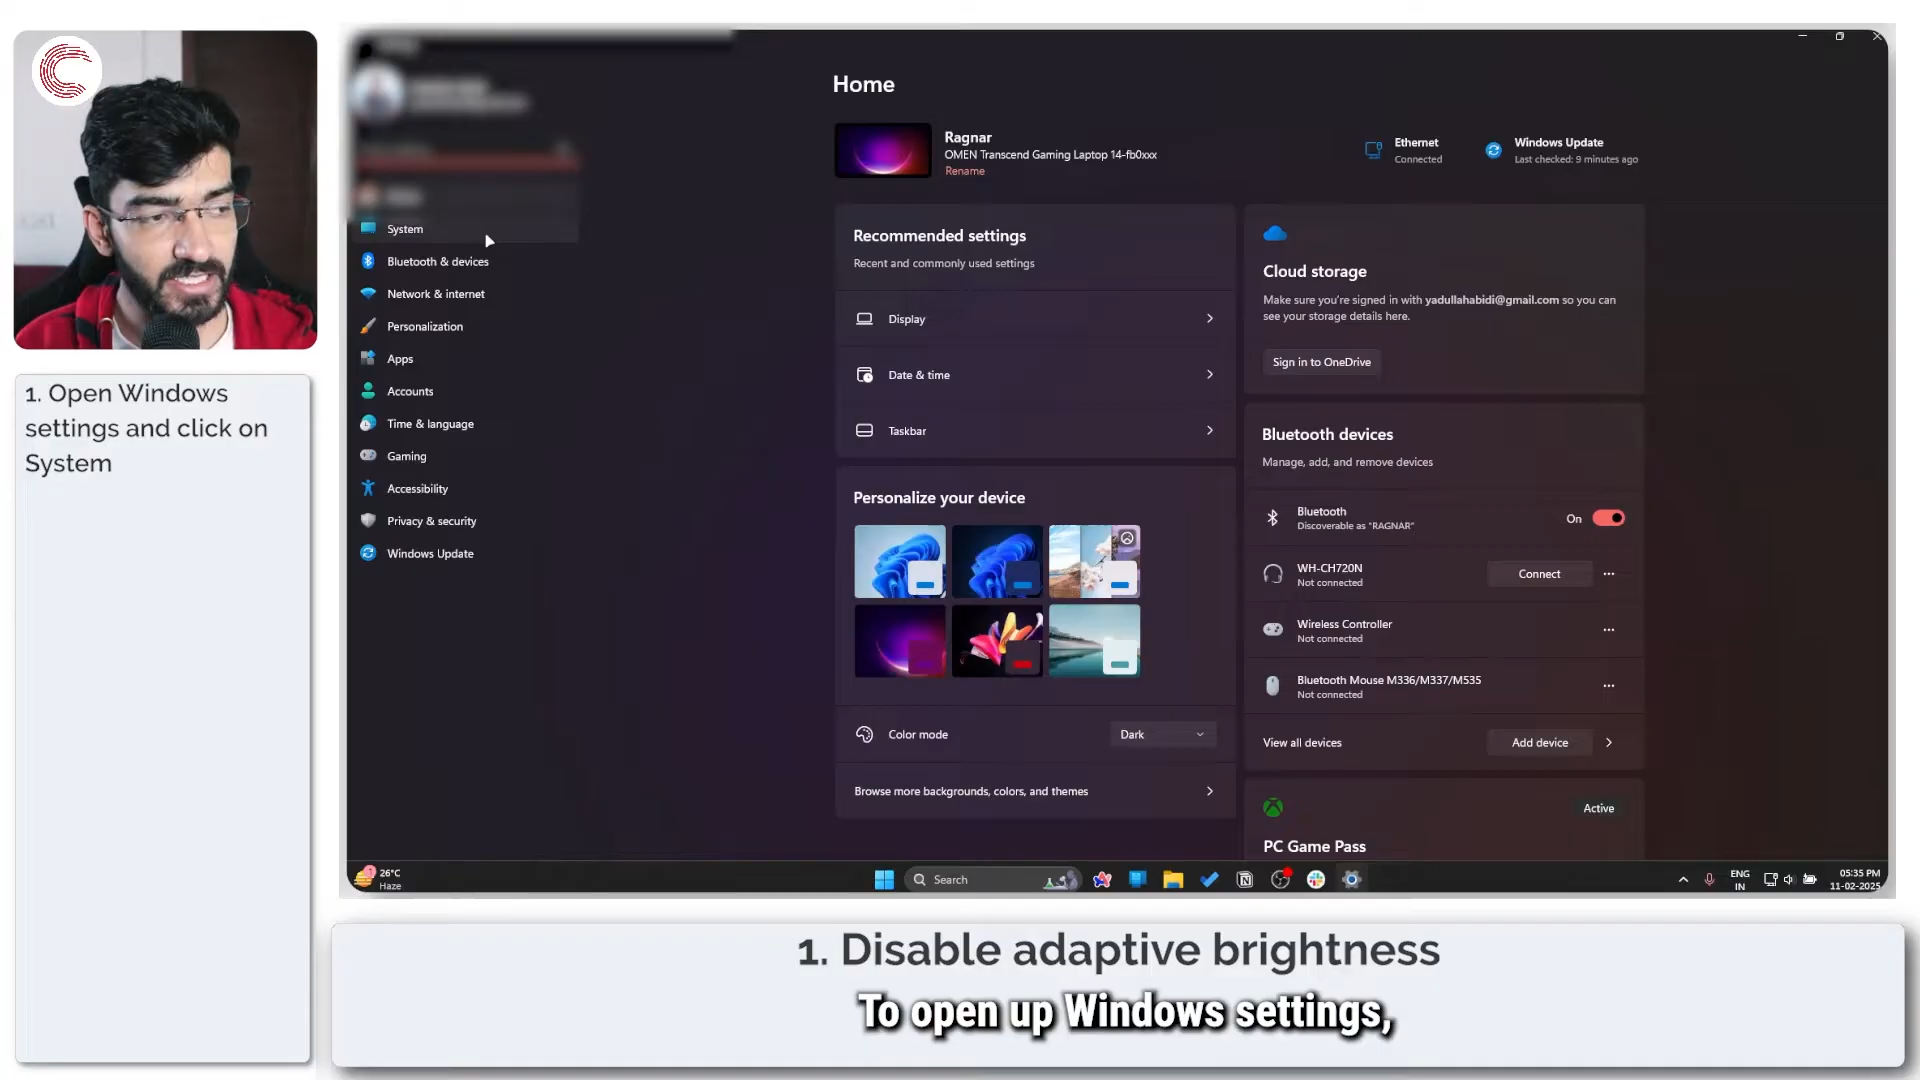 1. Open Windows
settings and click on
System
System
Bluetooth & devices
Network & internet
Personalization
Apps
Accounts
Time & language
Gaming
Accessibility
Privacy & security
Windows Update
Home
Ragnar
OMEN Transcend Gaming Laptop 14-fb0xxx
Rename
Ethernet
Connected
Windows Update
Last checked: 9 minutes ago
Recommended settings
Recent and commonly used settings
Display
Date & time
Taskbar
Personalize your device
Color mode
Dark
Browse more backgrounds, colors, and themes
Cloud storage
Make sure you're signed in with yadullahabidi@gmail.com so you can
see your storage details here.
Sign in to OneDrive
Bluetooth devices
Manage, add, and remove devices
Bluetooth
Discoverable as "RAGNAR"
On
WH-CH720N
Not connected
Connect
Wireless Controller
Not connected
Bluetooth Mouse M336/M337/M535
Not connected
View all devices
Add device
Active
PC Game Pass
1
26°C
Haze
Search
ENG
IN
05:35 PM
11-02-2025
1. Disable adaptive brightness
To open up Windows settings,